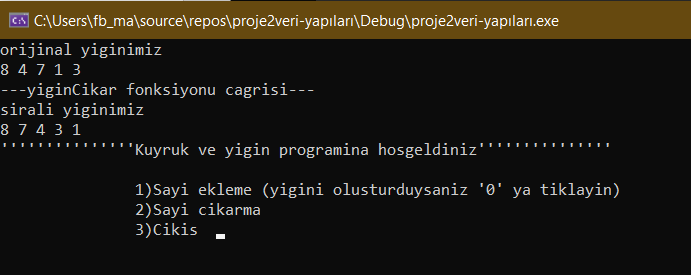 C:\Users\fb_ma\source\repos\proje2veri-yapıları\Debug\proje2veri-yapıları.exe
orijinal yiginimiz
8 4 7 1 3
---yiginCikar fonksiyonu cagrisi---
sirali yiginimiz
8 7 4 3 1
'''''''''''''''Kuyruk ve yigin programina hosgeldiniz'''''''''''''''
1)Sayi ekleme (yigini olusturduysaniz '0' ya tiklayin)
2)Sayi cikarma
3)Cikis